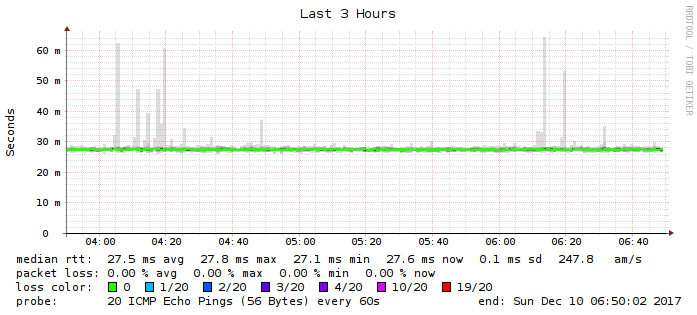 Last 3 Hours
RRDTOOL / TOBI OETIKER
Seconds
60 m
50 m
40 m
30 m
20 m
10 m
0
04:00 04:20 04:40 05:00 05:20 05:40 06:00 06:20 06:40
median rtt: 27.5 ms avg 27.8 ms max 27.1 ms min 27.6 ms now 0.1 ms sd 247.8 am/s
packet loss: 0.00 % avg 0.00 % max 0.00 % min 0.00 % now
loss color: 0 1/20 2/20 3/20 4/20 10/20 19/20
probe: 20 ICMP Echo Pings (56 Bytes) every 60s end: Sun Dec 10 06:50:02 2017